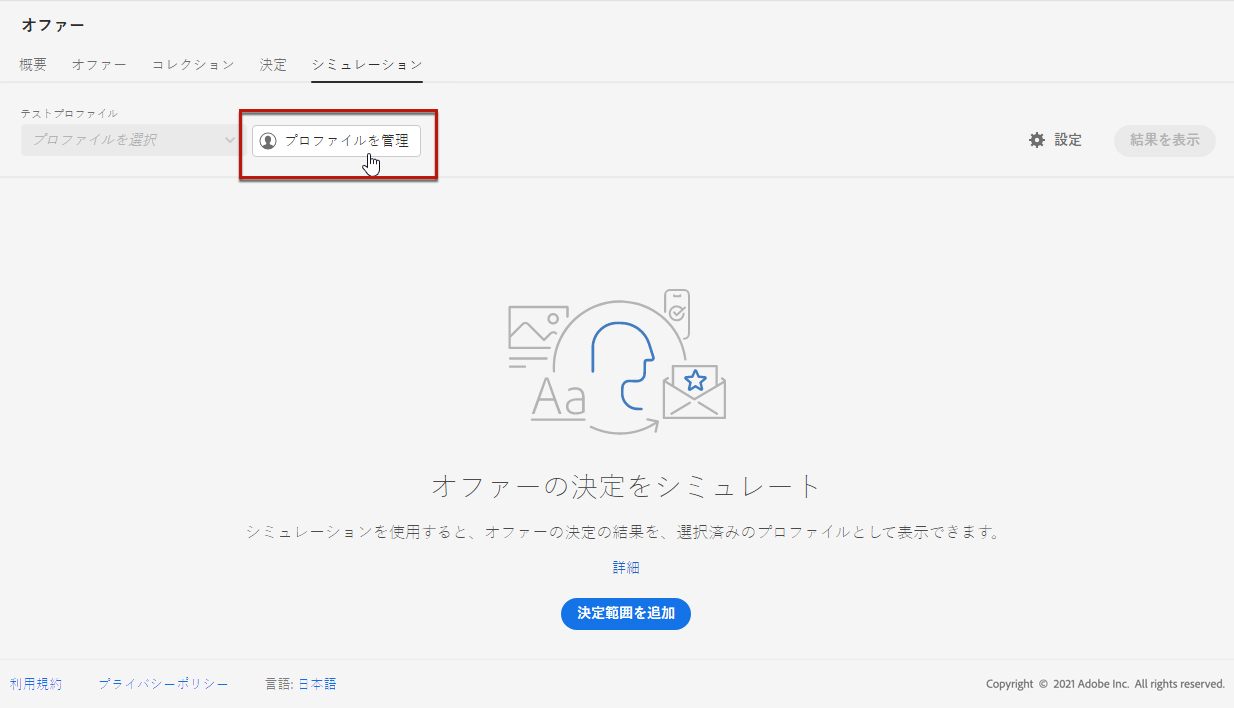 オファー
概要 オファー コレクション 決定 シミュレーション
テストプロファイル
プロファイルを選択 プロファイルを管理 設定 結果を表示
Aa
オファーの決定をシミュレート
シミュレーションを使用すると、オファーの決定の結果を、選択済みのプロファイルとして表示できます。
詳細
決定範囲を追加
利用規約 プライバシーポリシー 言語: 日本語 Copyright © 2021 Adobe Inc. All rights reserved.